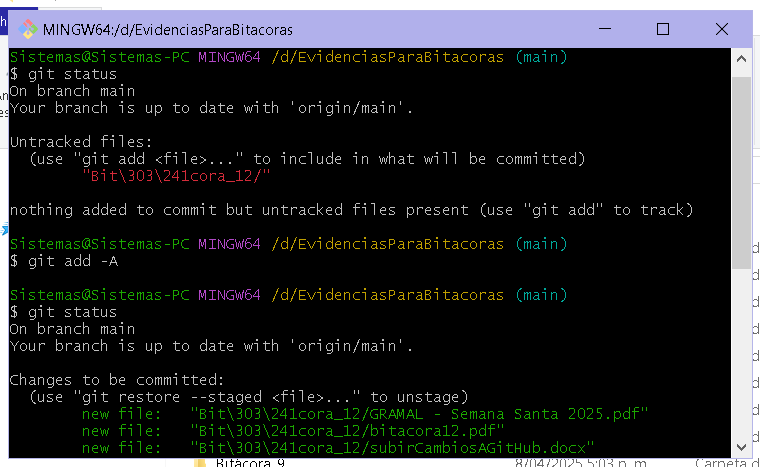 MINGW64:/d/EvidenciasParaBitacoras
Sistemas@Sistemas-PC MINGW64 /d/EvidenciasParaBitacoras (main)
$ git status
On branch main
Your branch is up to date with 'origin/main'.
Untracked files:
(use "git add <file>..." to include in what will be committed)
"Bit\303\241cora_12/"
nothing added to commit but untracked files present (use "git add" to track)
Sistemas@Sistemas-PC MINGW64 /d/EvidenciasParaBitacoras (main)
$ git add -A
Sistemas@Sistemas-PC MINGW64 /d/EvidenciasParaBitacoras (main)
$ git status
On branch main
Your branch is up to date with 'origin/main'.
Changes to be committed:
(use "git restore --staged <file>..." to unstage)
new file:   "Bit\303\241cora_12/GRAMAL - Semana Santa 2025.pdf"
new file:   "Bit\303\241cora_12/bitacora12.pdf"
new file:   "Bit\303\241cora_12/subirCambiosAGitHub.docx"
Bitácora_9 8/04/2025 5:03 p. m. Carpeta d